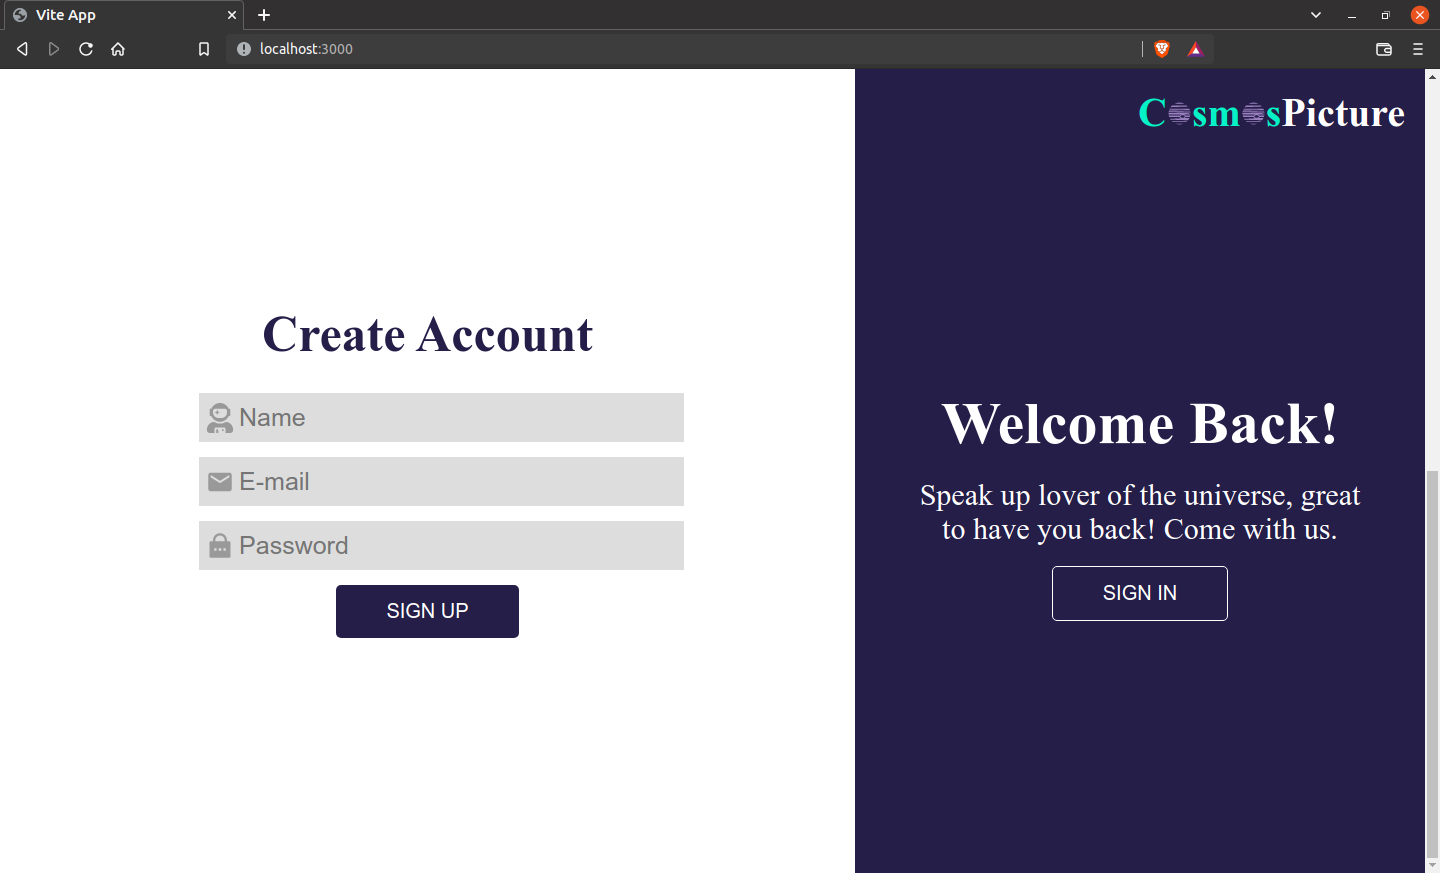 Vite App
localhost:3000
CosmosPicture
Create Account
Name
E-mail
Password
SIGN UP
Welcome Back!
Speak up lover of the universe, great
to have you back! Come with us.
SIGN IN